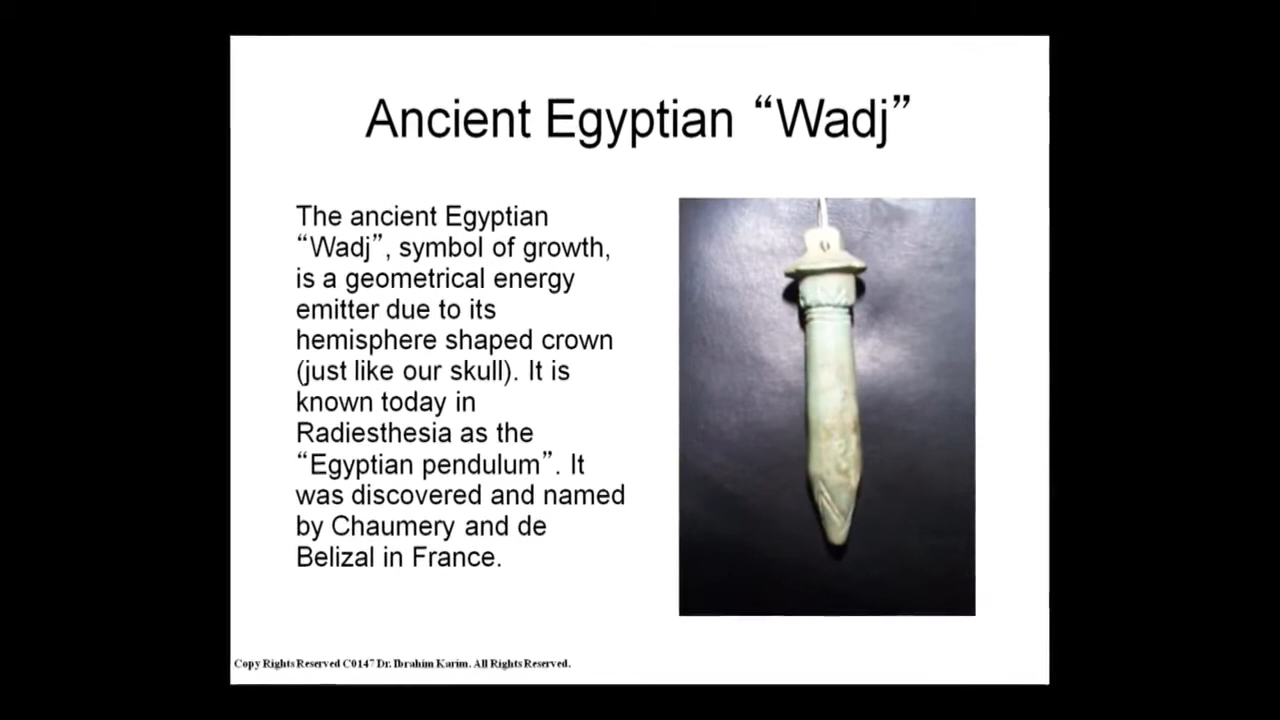 Ancient Egyptian “Wadj”
The ancient Egyptian
“Wadj”, symbol of growth,
is a geometrical energy
emitter due to its
hemisphere shaped crown
(just like our skull). It is
known today in
Radiesthesia as the
“Egyptian pendulum”. It
was discovered and named
by Chaumery and de
Belizal in France.
Copy Rights Reserved C0147 Dr. Ibrahim Karim. All Rights Reserved.